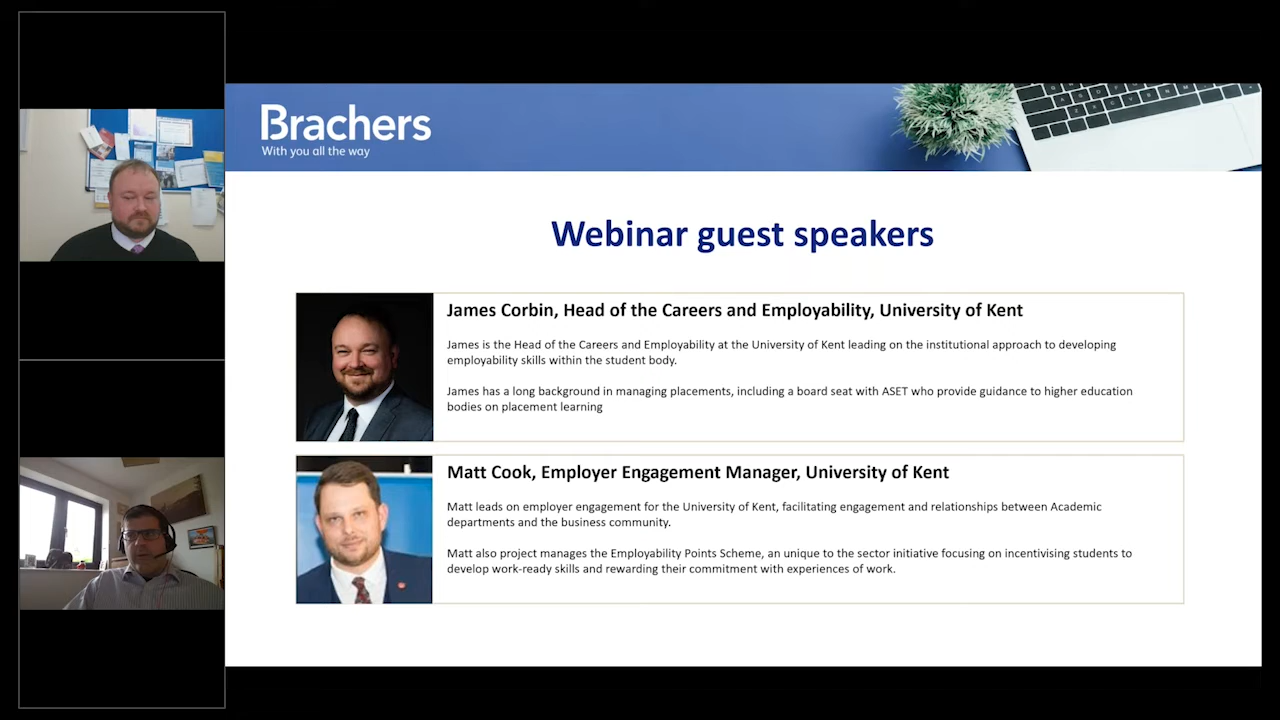 Brachers
With you all the way
Webinar guest speakers
James Corbin, Head of the Careers and Employability, University of Kent
James is the Head of the Careers and Employability at the University of Kent leading on the institutional approach to developing
employability skills within the student body.
James has a long background in managing placements, including a board seat with ASET who provide guidance to higher education
bodies on placement learning
Matt Cook, Employer Engagement Manager, University of Kent
Matt leads on employer engagement for the University of Kent, facilitating engagement and relationships between Academic
departments and the business community.
Matt also project manages the Employability Points Scheme, an unique to the sector initiative focusing on incentivising students to
develop work-ready skills and rewarding their commitment with experiences of work.